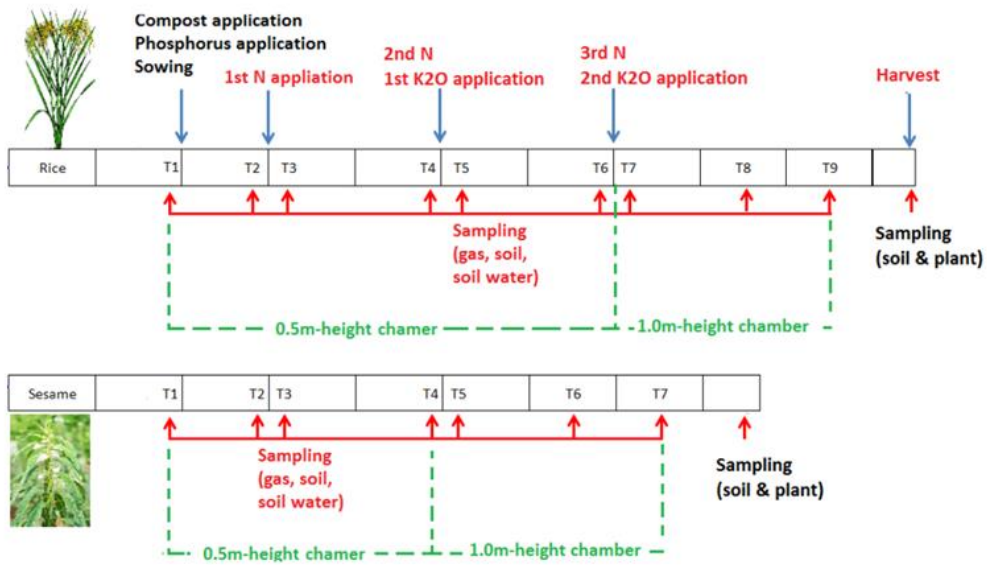 Compost application
Phosphorus application
Sowing
1st N appliation
2nd N
1st K2O application
3rd N
2nd K2O application
Harvest
Rice T1 T2 T3 T4 T5 T6 T7 T8 T9
Sampling
(gas, soil,
soil water)
Sampling
(soil & plant)
0.5m-height chamer
1.0m-height chamber
Sesame T1 T2 T3 T4 T5 T6 T7
Sampling
(gas, soil,
soil water)
Sampling
(soil & plant)
0.5m-height chamer
1.0m-height chamber